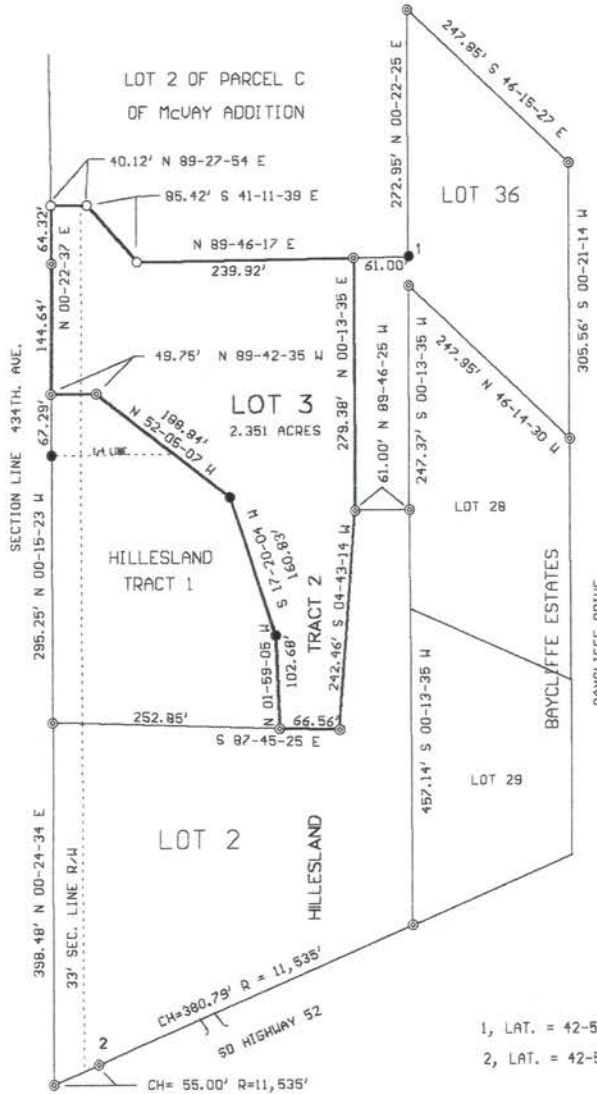 LOT 2 OF PARCEL C
OF McVAY ADDITION
40.12' N 89-27-54 E
85.42' S 41-11-39 E
272.95' N 00-22-25 E
247.85' S 46-15-27 E
LOT 36
305.56' S 00-21-14 W
64.32'
N 00-22-37 E
144.64'
N 89-46-17 E
239.92'
61.00'
1
49.75' N 89-42-35 W
LOT 3
2.351 ACRES
N 00-13-35 E
279.38'
61.00' N 89-46-25 W
247.37' S 00-13-35 W
247.95' N 46-14-30 W
SECTION LINE 434TH. AVE.
67.29'
1/4 LINE
188.84'
N 52-05-07 W
LOT 28
HILLESLAND
TRACT 1
S 17-20-04 W
160.83'
TRACT 2
242.46' S 04-43-14 W
BAYCLIFFE ESTATES
295.25' N 00-15-23 W
N 01-59-05 W
102.68'
252.85'
66.56'
S 87-45-25 E
457.14' S 00-13-35 W
LOT 29
LOT 2
HILLESLAND
398.48' N 00-24-34 E
33' SEC. LINE R/W
CH=380.79' R = 11,535'
SD HIGHWAY 52
2
CH= 55.00' R=11,535'
1, LAT. = 42-5
2, LAT. = 42-5